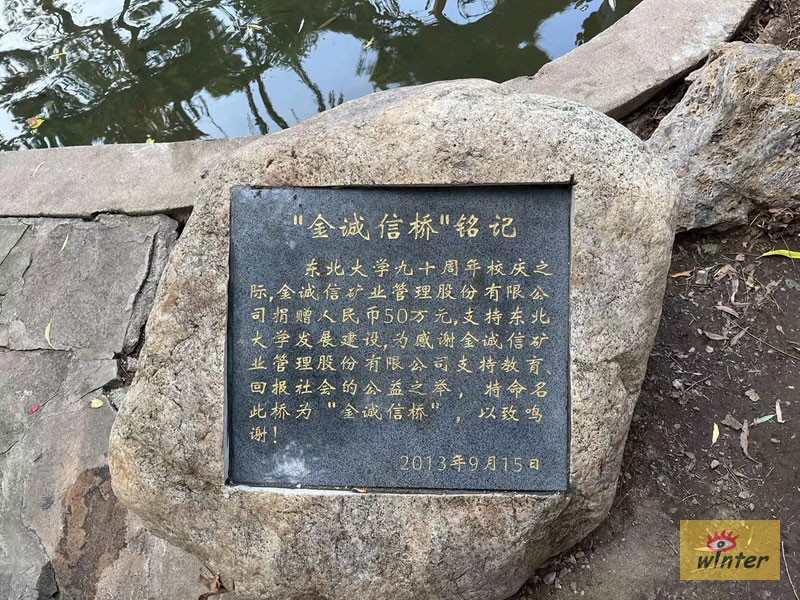 "金诚信桥"铭记
东北大学九十周年校庆之
际,金诚信矿业管理股份有限公
司捐赠人民币50万元,支持东北
大学发展建设,为感谢金诚信矿
业管理股份有限公司支持教育、
回报社会的公益之举，特命名
此桥为"金诚信桥"，以致鸣
谢!
2013年9月15日
winter